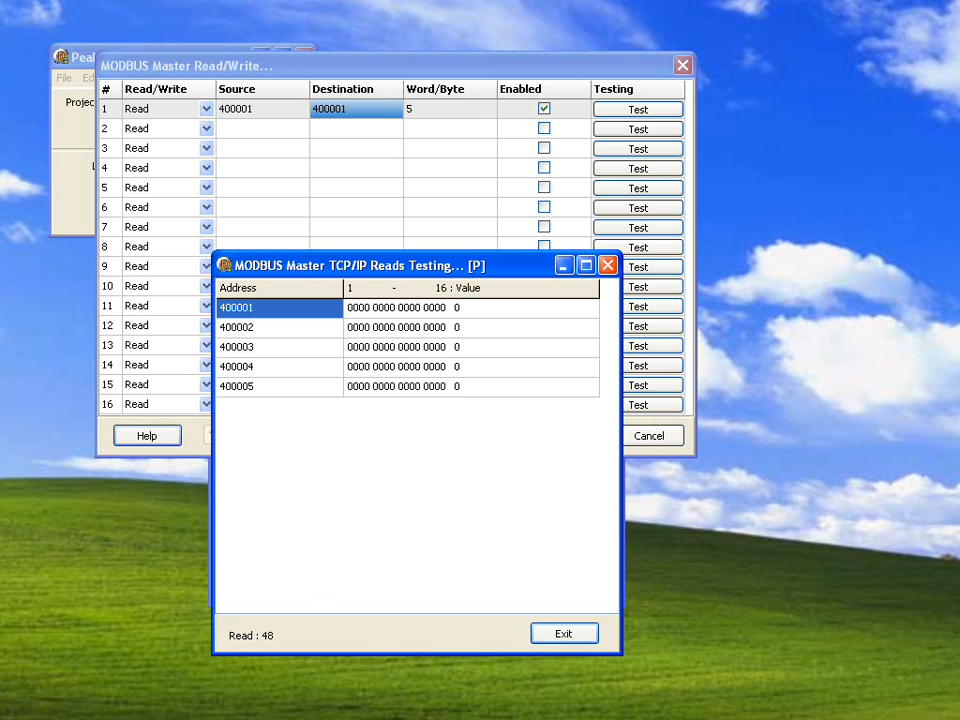 Peal
MODBUS Master Read/Write...
File Ed
Projec
# Read/Write Source Destination Word/Byte Enabled Testing
1 Read 400001 400001 5 Test
2 Read Test
3 Read Test
4 Read Test
5 Read Test
6 Read Test
7 Read Test
8 Read Test
9 Read Test
10 Read Test
11 Read Test
12 Read Test
13 Read Test
14 Read Test
15 Read Test
16 Read Test
Help Cancel
MODBUS Master TCP/IP Reads Testing... [P]
Address 1 - 16 : Value
400001 0000 0000 0000 0000 0
400002 0000 0000 0000 0000 0
400003 0000 0000 0000 0000 0
400004 0000 0000 0000 0000 0
400005 0000 0000 0000 0000 0
Read : 48 Exit